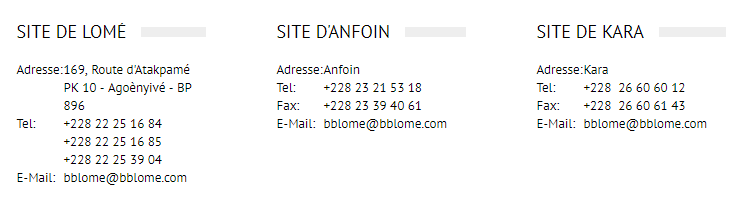 SITE DE LOMÉ
Adresse:169, Route d'Atakpamé
PK 10 - Agoènyivé - BP
896
Tel: +228 22 25 16 84
+228 22 25 16 85
+228 22 25 39 04
E-Mail: bblome@bblome.com
SITE D'ANFOIN
Adresse:Anfoin
Tel: +228 23 21 53 18
Fax: +228 23 39 40 61
E-Mail: bblome@bblome.com
SITE DE KARA
Adresse:Kara
Tel: +228 26 60 60 12
Fax: +228 26 60 61 43
E-Mail: bblome@bblome.com